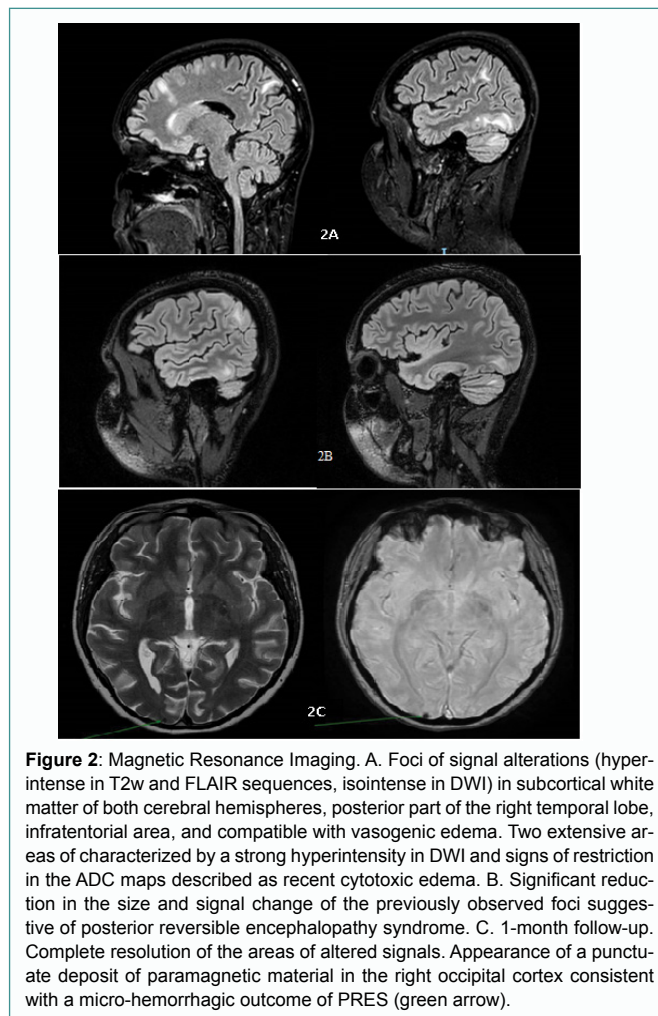 2A
2B
2C
Figure 2: Magnetic Resonance Imaging. A. Foci of signal alterations (hyper-
intense in T2w and FLAIR sequences, isointense in DWI) in subcortical white
matter of both cerebral hemispheres, posterior part of the right temporal lobe,
infratentorial area, and compatible with vasogenic edema. Two extensive ar-
eas of characterized by a strong hyperintensity in DWI and signs of restriction
in the ADC maps described as recent cytotoxic edema. B. Significant reduc-
tion in the size and signal change of the previously observed foci sugges-
tive of posterior reversible encephalopathy syndrome. C. 1-month follow-up.
Complete resolution of the areas of altered signals. Appearance of a punctu-
ate deposit of paramagnetic material in the right occipital cortex consistent
with a micro-hemorrhagic outcome of PRES (green arrow).